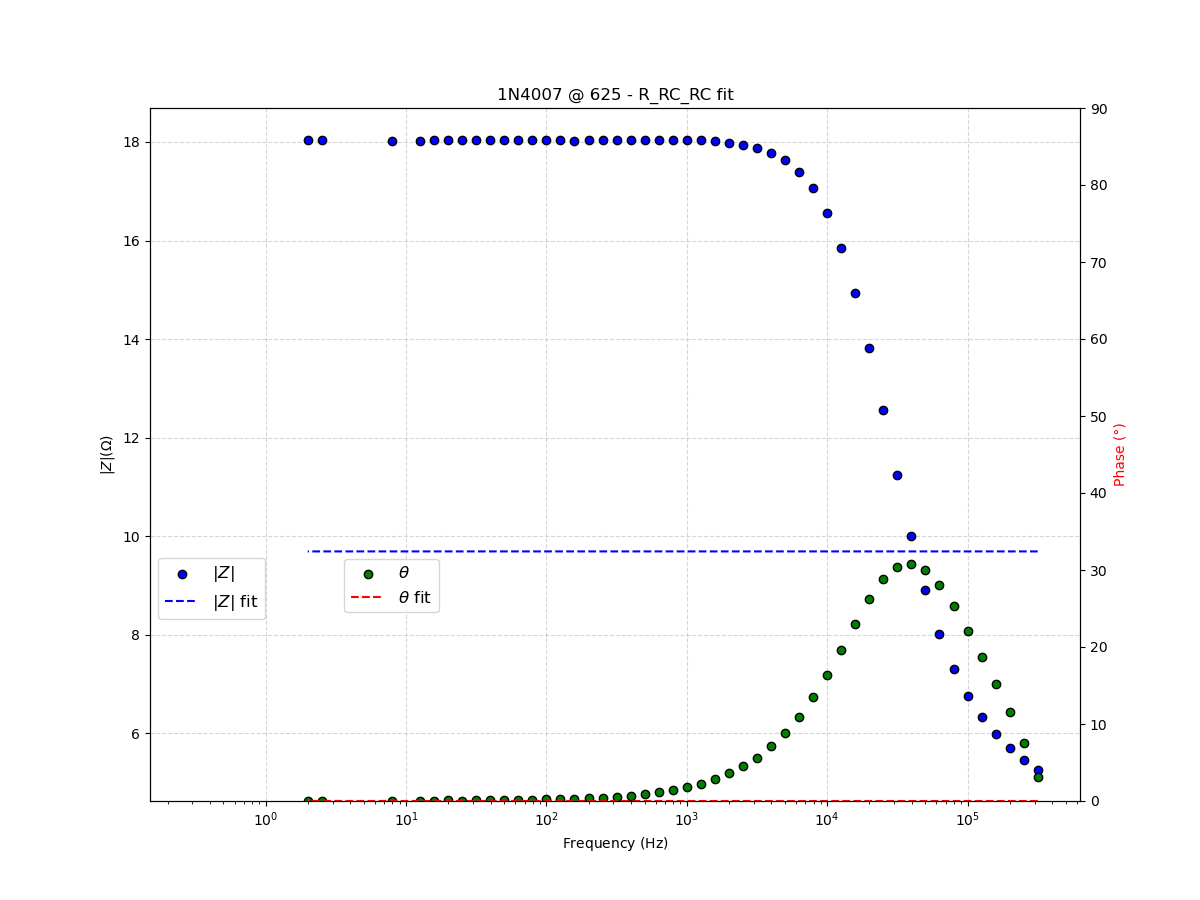 1N4007 @ 625 - R_RC_RC fit
18
16
14
12
10
8
6
|Z|(Ω)
90
80
70
60
50
40
30
20
10
0
Phase (°)
|Z|
|Z| fit
θ
θ fit
10⁰ 10¹ 10² 10³ 10⁴ 10⁵
Frequency (Hz)